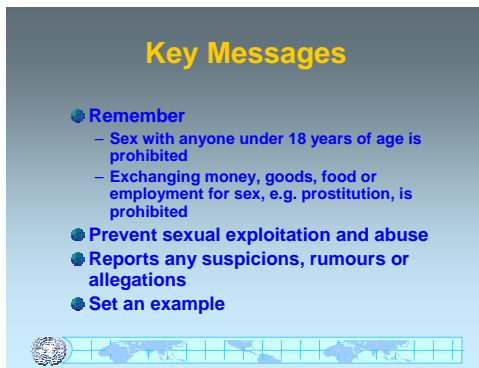 Key Messages
Remember
– Sex with anyone under 18 years of age is
prohibited
– Exchanging money, goods, food or
employment for sex, e.g. prostitution, is
prohibited
Prevent sexual exploitation and abuse
Reports any suspicions, rumours or
allegations
Set an example